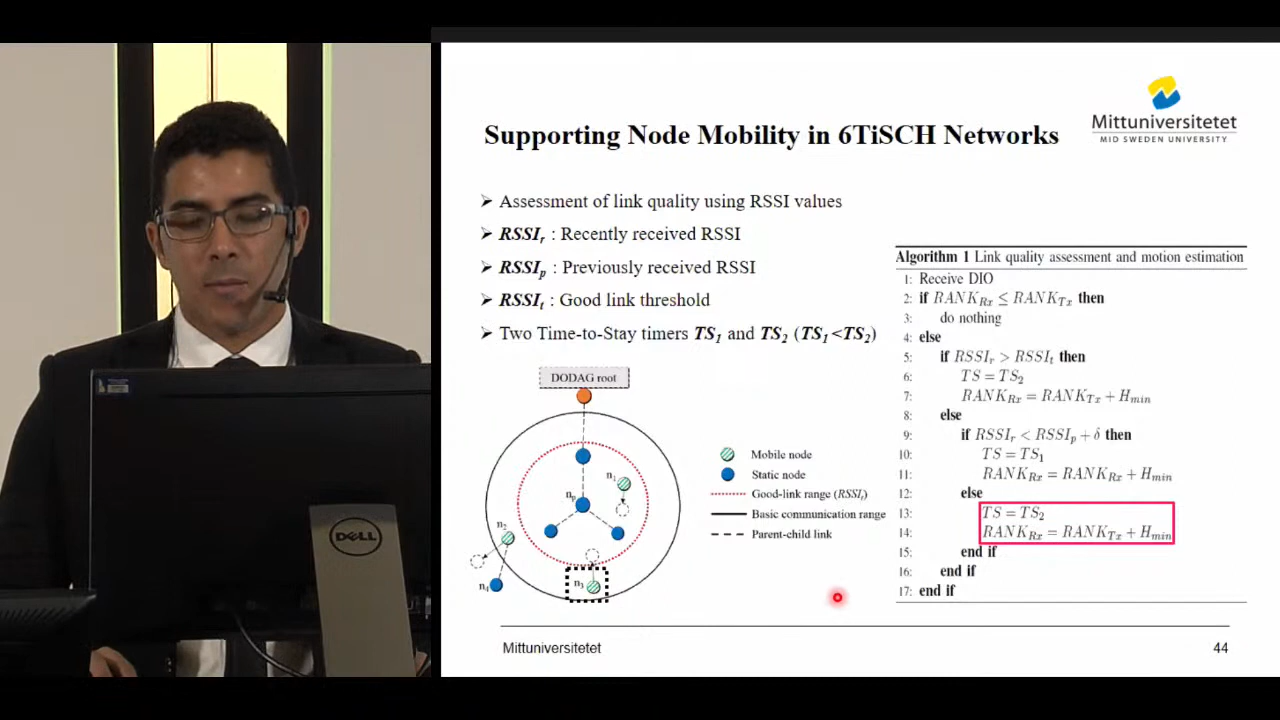 Mittuniversitetet
MID SWEDEN UNIVERSITY
Supporting Node Mobility in 6TiSCH Networks
➢ Assessment of link quality using RSSI values
➢ RSSIr : Recently received RSSI
➢ RSSIp : Previously received RSSI
➢ RSSIt : Good link threshold
➢ Two Time-to-Stay timers TS1 and TS2 (TS1<TS2)
DODAG root
n1
np
n2
n4
n3
Mobile node
Static node
Good-link range (RSSIt)
Basic communication range
Parent-child link
Algorithm 1 Link quality assessment and motion estimation
1: Receive DIO
2: if RANKRx ≤ RANKTx then
3: do nothing
4: else
5: if RSSIr > RSSIt then
6: TS = TS2
7: RANKRx = RANKTx + Hmin
8: else
9: if RSSIr < RSSIp + δ then
10: TS = TS1
11: RANKRx = RANKRx + Hmin
12: else
13: TS = TS2
14: RANKRx = RANKTx + Hmin
15: end if
16: end if
17: end if
Mittuniversitetet
44
DELL